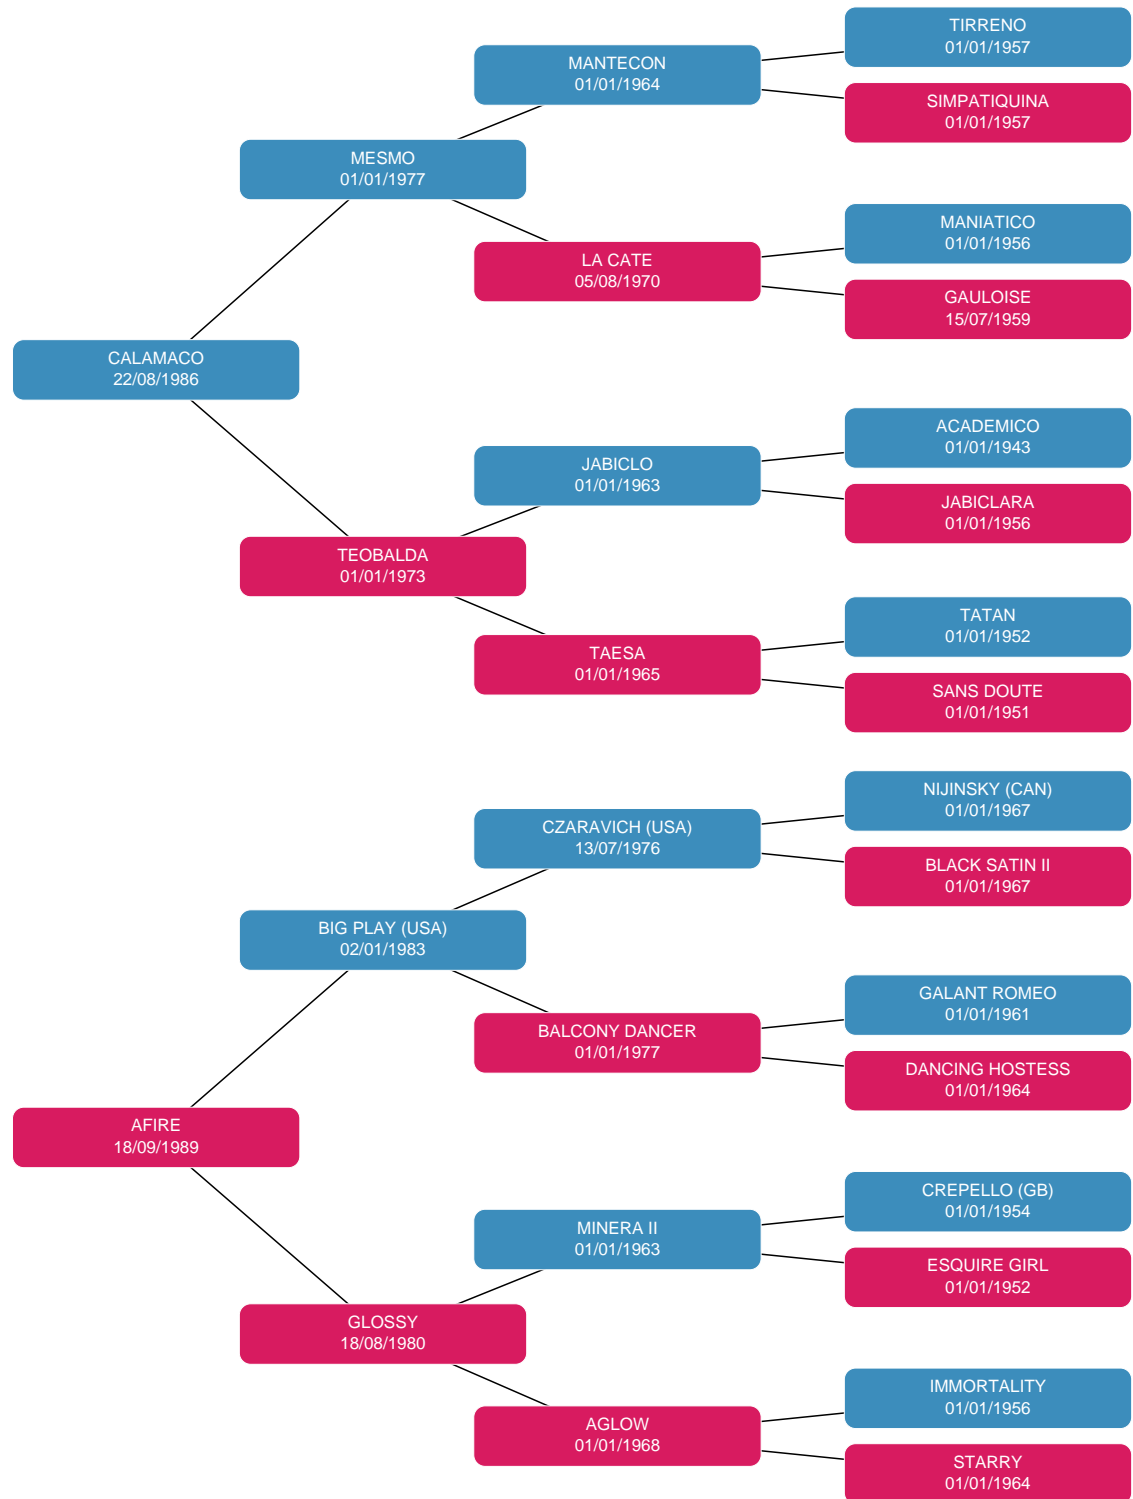 TIRRENO
01/01/1957
MANTECON
01/01/1964
SIMPATIQUINA
01/01/1957
MESMO
01/01/1977
MANIATICO
01/01/1956
LA CATE
05/08/1970
GAULOISE
15/07/1959
CALAMACO
22/08/1986
ACADEMICO
01/01/1943
JABICLO
01/01/1963
JABICLARA
01/01/1956
TEOBALDA
01/01/1973
TATAN
01/01/1952
TAESA
01/01/1965
SANS DOUTE
01/01/1951
NIJINSKY (CAN)
01/01/1967
CZARAVICH (USA)
13/07/1976
BLACK SATIN II
01/01/1967
BIG PLAY (USA)
02/01/1983
GALANT ROMEO
01/01/1961
BALCONY DANCER
01/01/1977
DANCING HOSTESS
01/01/1964
AFIRE
18/09/1989
CREPELLO (GB)
01/01/1954
MINERA II
01/01/1963
ESQUIRE GIRL
01/01/1952
GLOSSY
18/08/1980
IMMORTALITY
01/01/1956
AGLOW
01/01/1968
STARRY
01/01/1964